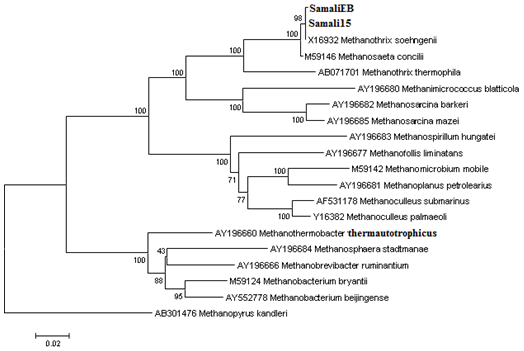 SamaliEB
98
Samali15
X16932 Methanothrix soehngenii
100
M59146 Methanosaeta concilii
100
AB071701 Methanothrix thermophila
100
AY196680 Methanimicrococcus blatticola
100
AY196682 Methanosarcina barkeri
100
AY196685 Methanosarcina mazei
100
AY196683 Methanospirillum hungatei
100
AY196677 Methanofollis liminatans
71
M59142 Methanomicrobium mobile
100
AY196681 Methanoplanus petrolearius
77
AF531178 Methanoculleus submarinus
100
Y16382 Methanoculleus palmaeoli
AY196660 Methanothermobacter thermautotrophicus
100
43
AY196684 Methanosphaera stadtmanae
AY196666 Methanobrevibacter ruminantium
88
M59124 Methanobacterium bryantii
95
AY552778 Methanobacterium beijingense
AB301476 Methanopyrus kandleri
0.02